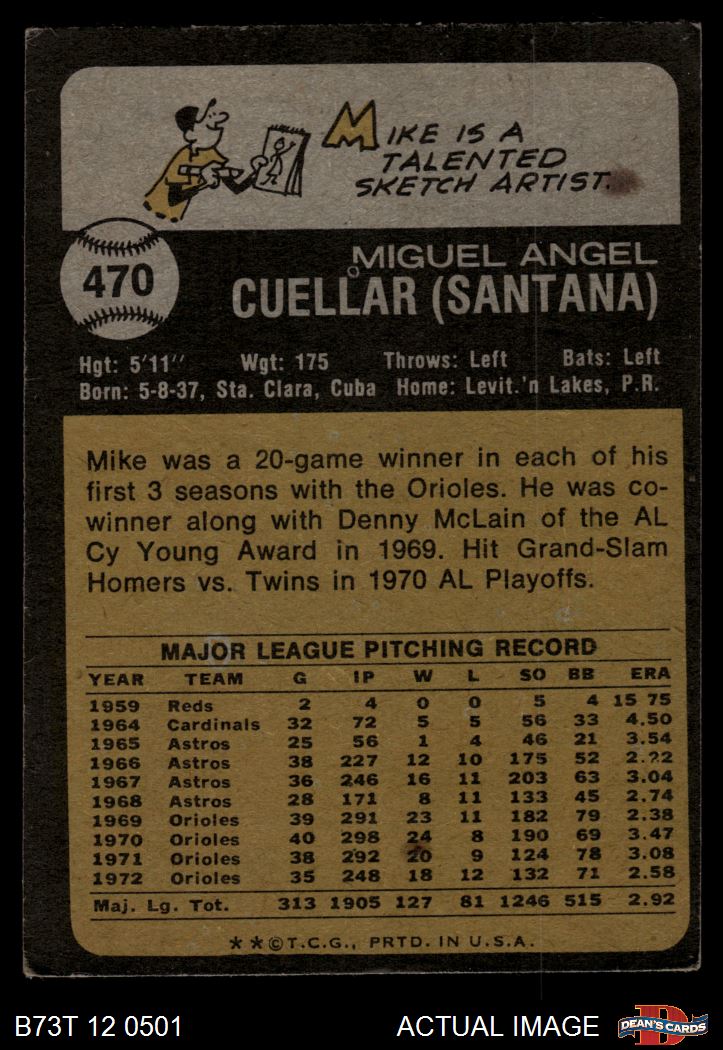 MIKE IS A
TALENTED
SKETCH ARTIST.
470
MIGUEL ANGEL
CUELLAR (SANTANA)
Hgt: 5'11" Wgt: 175 Throws: Left Bats: Left
Born: 5-8-37, Sta. Clara, Cuba Home: Levit.'n Lakes, P.R.
Mike was a 20-game winner in each of his
first 3 seasons with the Orioles. He was co-
winner along with Denny McLain of the AL
Cy Young Award in 1969. Hit Grand-Slam
Homers vs. Twins in 1970 AL Playoffs.
MAJOR LEAGUE PITCHING RECORD
YEAR TEAM G IP W L SO BB ERA
1959 Reds 2 4 0 0 5 4 15 75
1964 Cardinals 32 72 5 5 56 33 4.50
1965 Astros 25 56 1 4 46 21 3.54
1966 Astros 38 227 12 10 175 52 2.22
1967 Astros 36 246 16 11 203 63 3.04
1968 Astros 28 171 8 11 133 45 2.74
1969 Orioles 39 291 23 11 182 79 2.38
1970 Orioles 40 298 24 8 190 69 3.47
1971 Orioles 38 292 20 9 124 78 3.08
1972 Orioles 35 248 18 12 132 71 2.58
Maj. Lg. Tot. 313 1905 127 81 1246 515 2.92
**©T.C.G., PRTD. IN U.S.A.
B73T 12 0501 ACTUAL IMAGE DEAN'S CARDS